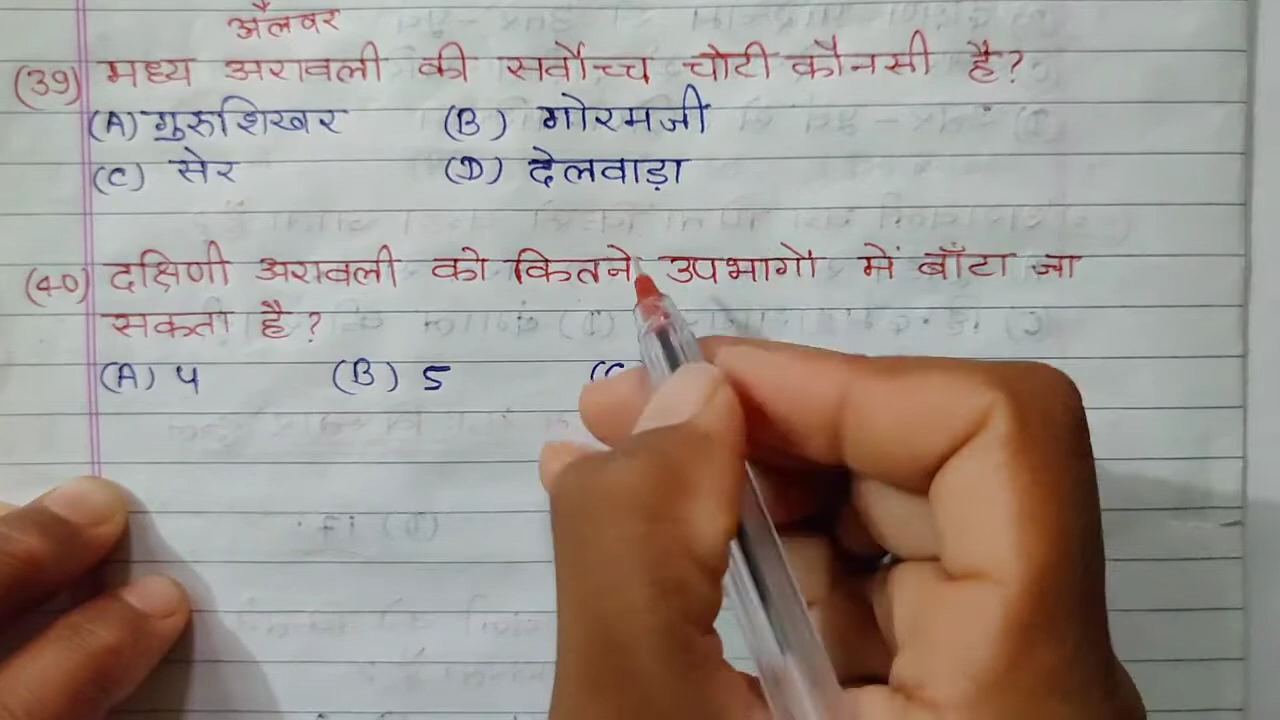 अलवर
(39) मध्य अरावली की सर्वोच्च चोटी कौनसी है?
(A) गुरुशिखर (B) गोरमजी
(C) सेर (D) देलवाड़ा
(40) दक्षिणी अरावली को कितने उपभागो में बाँटा जा
सकता है?
(A) 4 (B) 5 (C